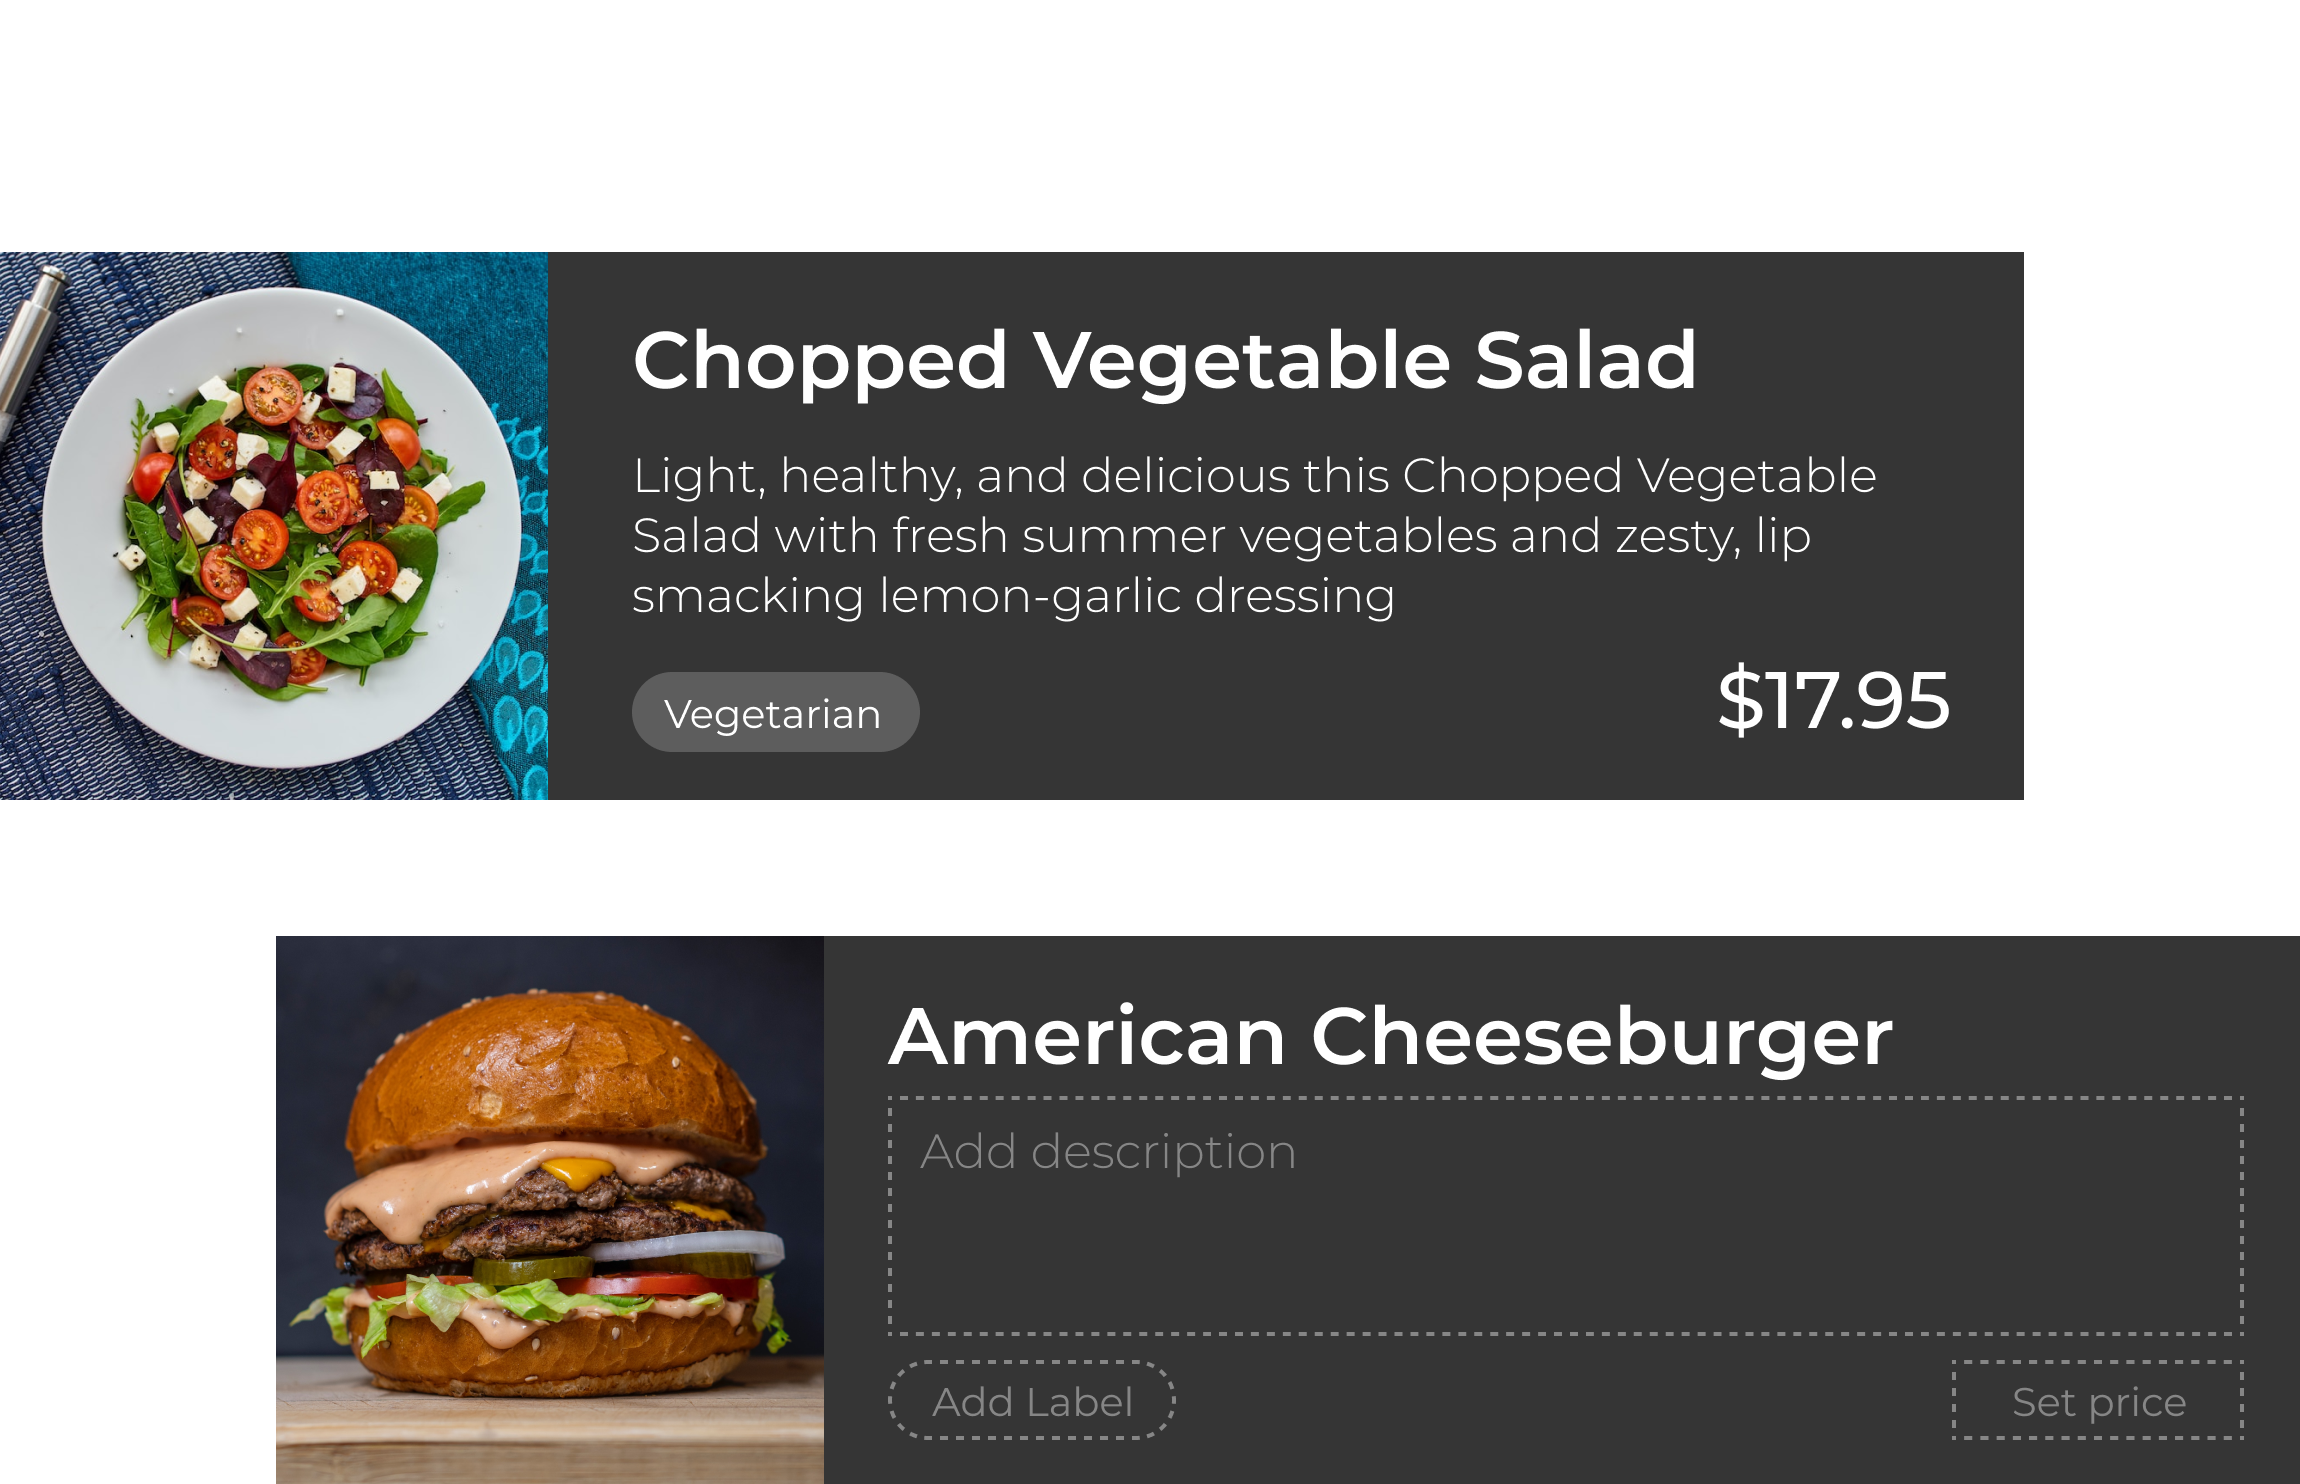 Chopped Vegetable Salad
Light, healthy, and delicious this Chopped Vegetable
Salad with fresh summer vegetables and zesty, lip
smacking lemon-garlic dressing
Vegetarian
$17.95
American Cheeseburger
Add description
Add Label
Set price